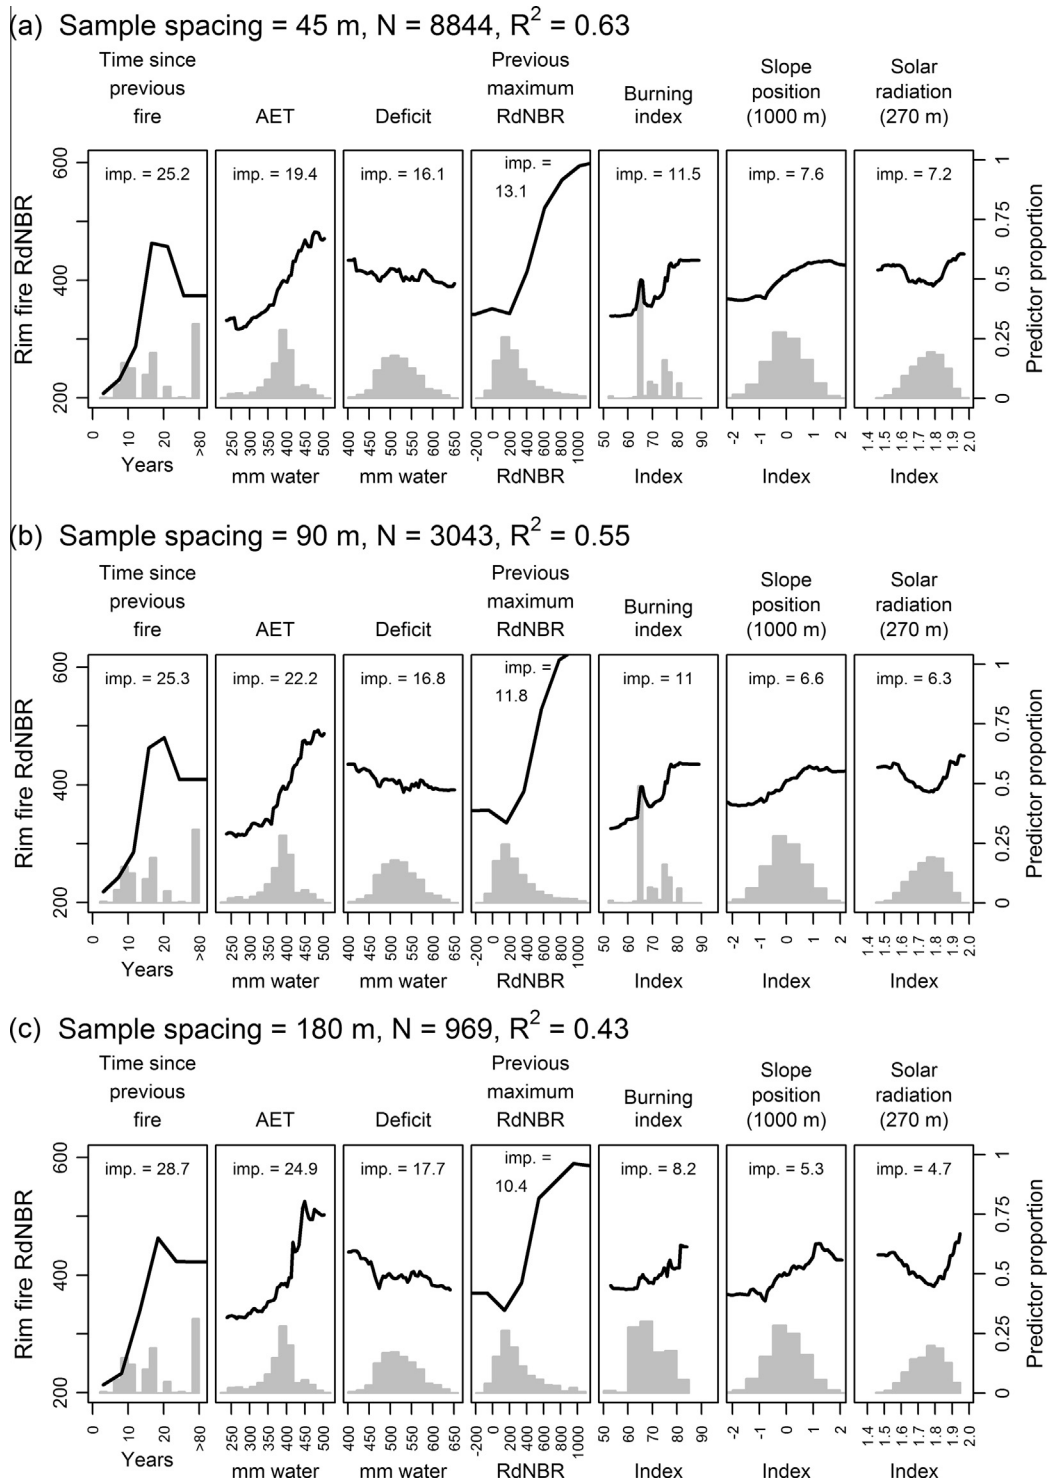 (a) Sample spacing = 45 m, N = 8844, R² = 0.63
Time since previous fire
AET
Deficit
Previous maximum RdNBR
Burning index
Slope position (1000 m)
Solar radiation (270 m)
Rim fire RdNBR
200 400 600
imp. = 25.2
imp. = 19.4
imp. = 16.1
imp. = 13.1
imp. = 11.5
imp. = 7.6
imp. = 7.2
0 0.25 0.5 0.75 1
Predictor proportion
0 10 20 >80
250 300 350 400 450 500
400 450 500 550 600 650
-200 0 200 400 600 800 1000
50 60 70 80 90
-2 -1 0 1 2
1.4 1.5 1.6 1.7 1.8 1.9 2.0
Years
mm water
mm water
RdNBR
Index
Index
Index
(b) Sample spacing = 90 m, N = 3043, R² = 0.55
Time since previous fire
AET
Deficit
Previous maximum RdNBR
Burning index
Slope position (1000 m)
Solar radiation (270 m)
Rim fire RdNBR
200 400 600
imp. = 25.3
imp. = 22.2
imp. = 16.8
imp. = 11.8
imp. = 11
imp. = 6.6
imp. = 6.3
0 0.25 0.5 0.75 1
Predictor proportion
0 10 20 >80
250 300 350 400 450 500
400 450 500 550 600 650
-200 0 200 400 600 800 1000
50 60 70 80 90
-2 -1 0 1 2
1.4 1.5 1.6 1.7 1.8 1.9 2.0
Years
mm water
mm water
RdNBR
Index
Index
Index
(c) Sample spacing = 180 m, N = 969, R² = 0.43
Time since previous fire
AET
Deficit
Previous maximum RdNBR
Burning index
Slope position (1000 m)
Solar radiation (270 m)
Rim fire RdNBR
200 400 600
imp. = 28.7
imp. = 24.9
imp. = 17.7
imp. = 10.4
imp. = 8.2
imp. = 5.3
imp. = 4.7
0 0.25 0.5 0.75 1
Predictor proportion
0 10 20 >80
250 300 350 400 450 500
400 450 500 550 600 650
-200 0 200 400 600 800 1000
50 60 70 80 90
-2 -1 0 1 2
1.4 1.5 1.6 1.7 1.8 1.9 2.0
Years
mm water
mm water
RdNBR
Index
Index
Index